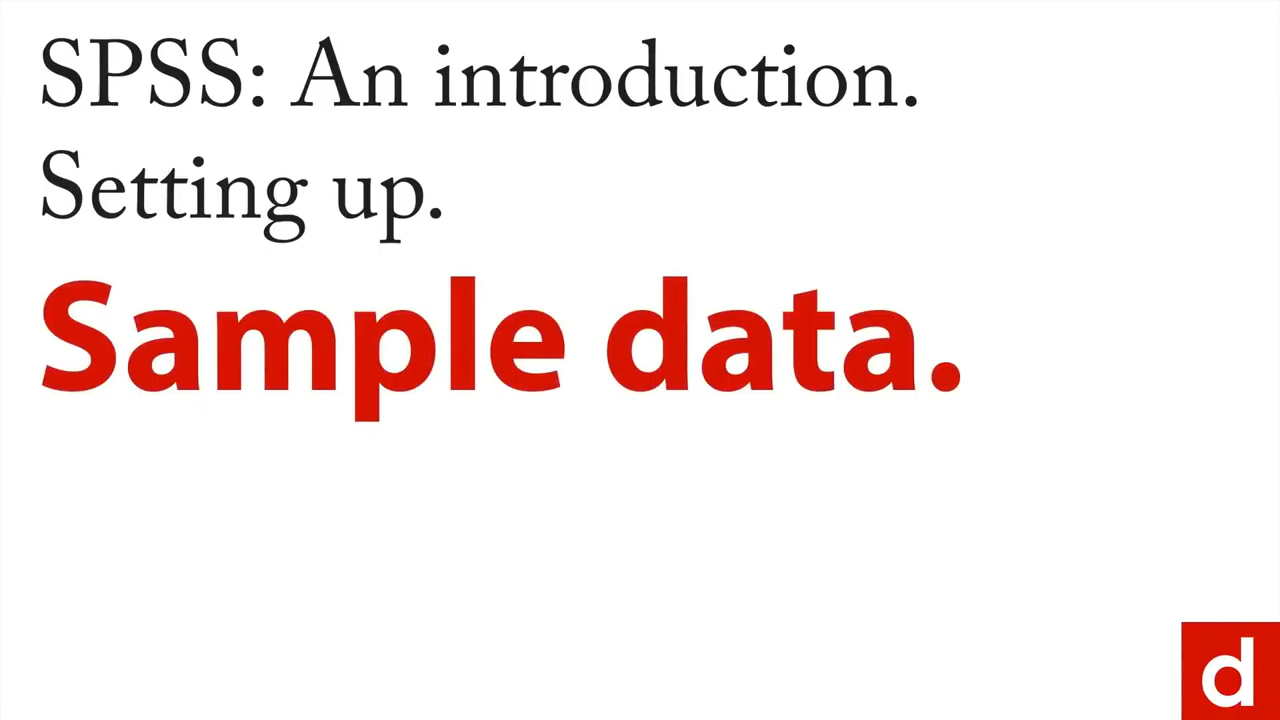 SPSS: An introduction.
Setting up.
Sample data.
d